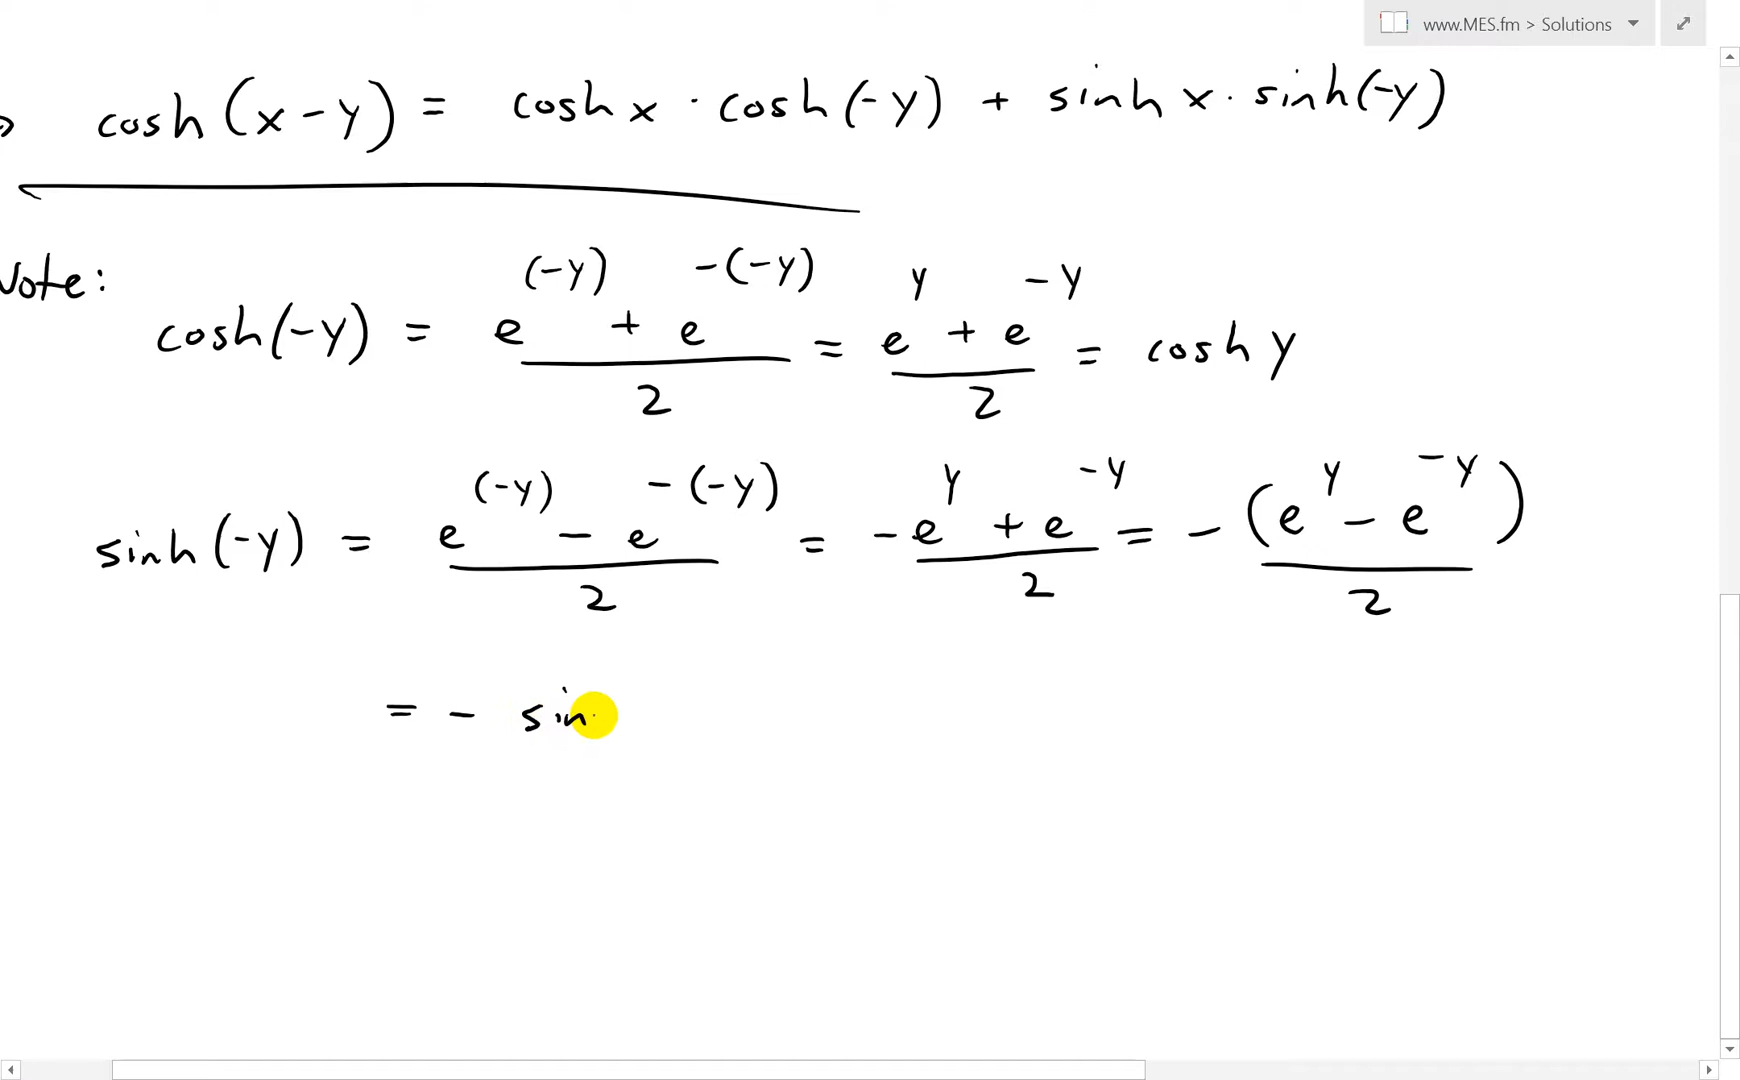 www.MES.fm > Solutions
cosh (x - y) = cosh x · cosh (- y) + sinh x · sinh (-y)
Note:
cosh (-y) = e^(-y) + e^-(-y) / 2 = e^y + e^-y / 2 = cosh y
sinh (-y) = e^(-y) - e^-(-y) / 2 = -e^y + e^-y / 2 = - (e^y - e^-y) / 2
= - sin